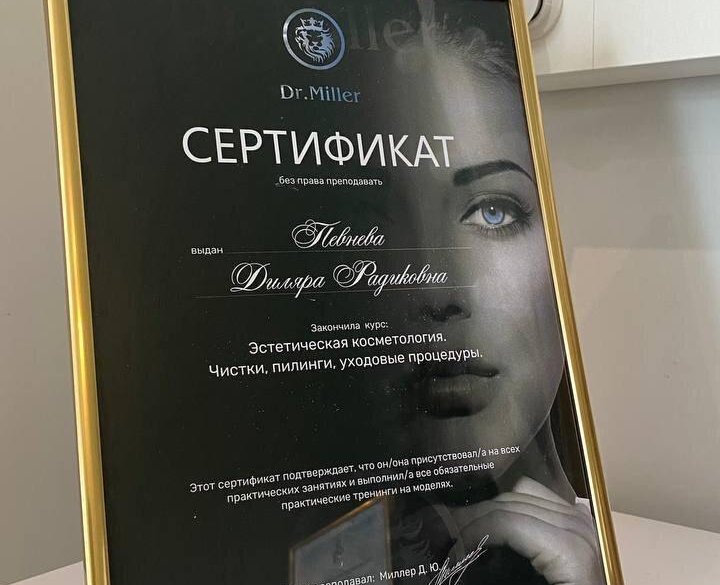 Dr.Miller
СЕРТИФИКАТ
без права преподавать
выдан Певнева
Диляра Радиковна
Закончила курс:
Эстетическая косметология.
Чистки, пилинги, уходовые процедуры.
Этот сертификат подтверждает, что он/она присутствовал/а на всех
практических занятиях и выполнил/а все обязательные
практические тренинги на моделях.
Миллер Д. Ю.